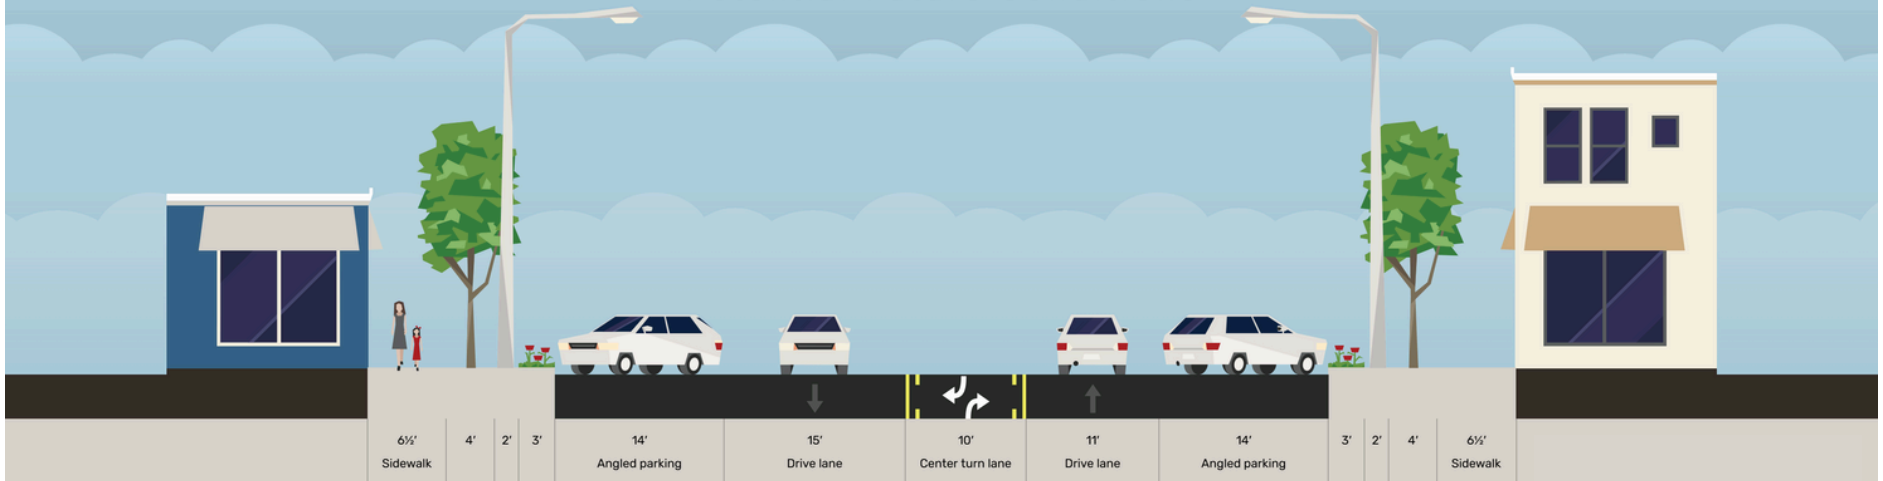 6½' 4' 2' 3' 14' 15' 10' 11' 14' 3' 2' 4' 6½'
Sidewalk Angled parking Drive lane Center turn lane Drive lane Angled parking Sidewalk